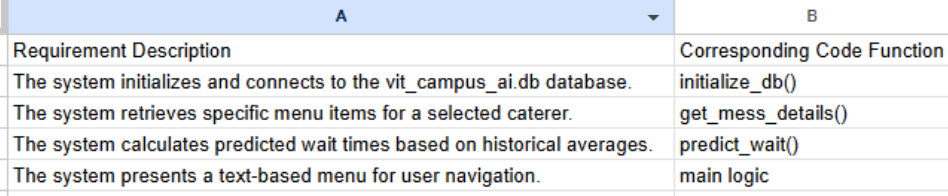 A B
Requirement Description Corresponding Code Function
The system initializes and connects to the vit_campus_ai.db database. initialize_db()
The system retrieves specific menu items for a selected caterer. get_mess_details()
The system calculates predicted wait times based on historical averages. predict_wait()
The system presents a text-based menu for user navigation. main logic